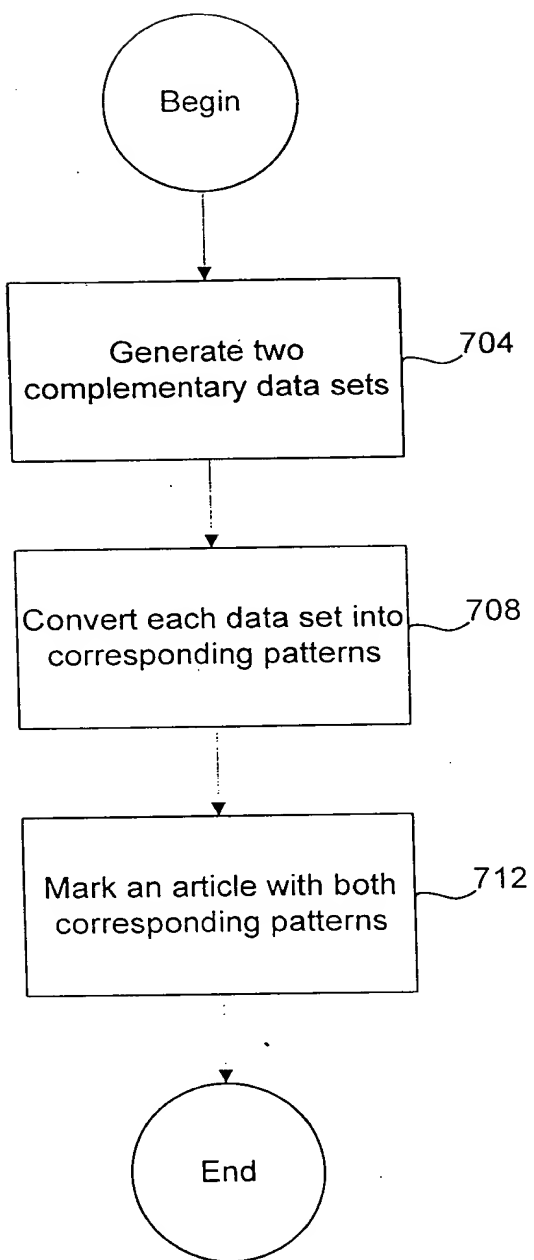 Begin
Generate two
complementary data sets
704
Convert each data set into
corresponding patterns
708
Mark an article with both
corresponding patterns
712
End